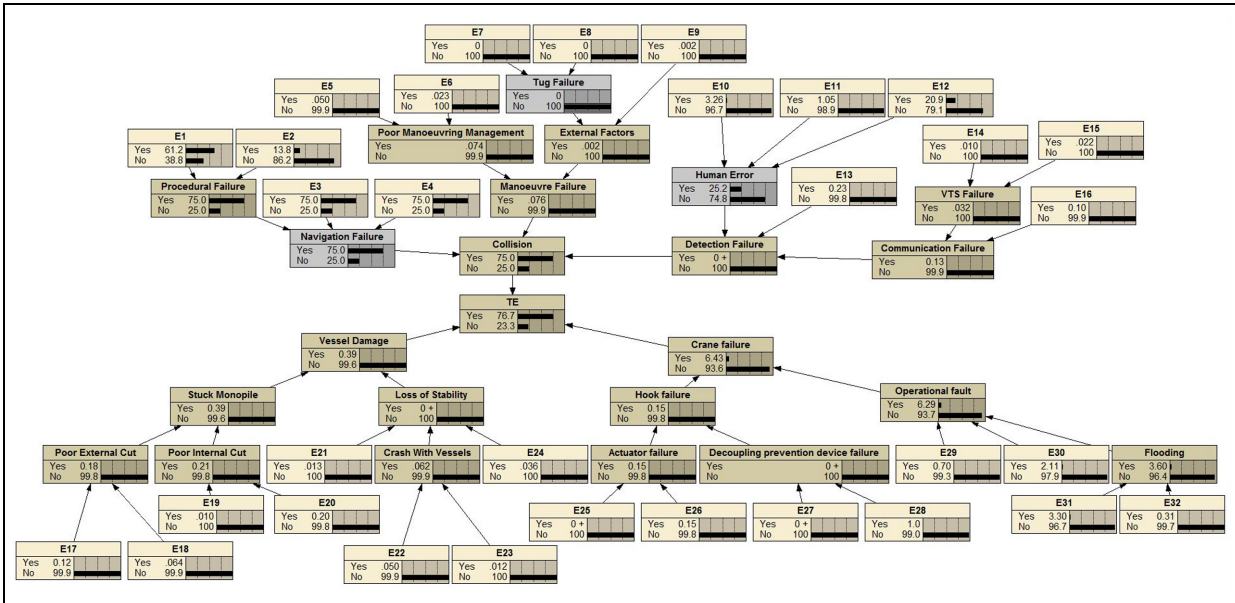 E7
Yes 0
No 100
E8
Yes 0
No 100
E9
Yes .002
No 100
E5
Yes .050
No 99.9
E6
Yes .023
No 100
Tug Failure
Yes 0
No 100
E10
Yes 3.26
No 96.7
E11
Yes 1.05
No 98.9
E12
Yes 20.9
No 79.1
E1
Yes 61.2
No 38.8
E2
Yes 13.8
No 86.2
Poor Manoeuvring Management
Yes .074
No 99.9
External Factors
Yes .002
No 100
E14
Yes .010
No 100
E15
Yes .022
No 100
Procedural Failure
Yes 75.0
No 25.0
E3
Yes 75.0
No 25.0
E4
Yes 75.0
No 25.0
Manoeuvre Failure
Yes .076
No 99.9
Human Error
Yes 25.2
No 74.8
E13
Yes 0.23
No 99.8
VTS Failure
Yes .032
No 100
E16
Yes 0.10
No 99.9
Navigation Failure
Yes 75.0
No 25.0
Collision
Yes 75.0
No 25.0
Detection Failure
Yes 0 +
No 100
Communication Failure
Yes 0.13
No 99.9
TE
Yes 76.7
No 23.3
Vessel Damage
Yes 0.39
No 99.6
Crane failure
Yes 6.43
No 93.6
Stuck Monopile
Yes 0.39
No 99.6
Loss of Stability
Yes 0 +
No 100
Hook failure
Yes 0.15
No 99.8
Operational fault
Yes 6.29
No 93.7
Poor External Cut
Yes 0.18
No 99.8
Poor Internal Cut
Yes 0.21
No 99.8
E21
Yes .013
No 100
Crash With Vessels
Yes .062
No 99.9
E24
Yes .036
No 100
Actuator failure
Yes 0.15
No 99.8
Decoupling prevention device failure
Yes 0 +
No 100
E29
Yes 0.70
No 99.3
E30
Yes 2.11
No 97.9
Flooding
Yes 3.60
No 96.4
E19
Yes .010
No 100
E20
Yes 0.20
No 99.8
E25
Yes 0 +
No 100
E26
Yes 0.15
No 99.8
E27
Yes 0 +
No 100
E28
Yes 1.0
No 99.0
E31
Yes 3.30
No 96.7
E32
Yes 0.31
No 99.7
E17
Yes 0.12
No 99.9
E18
Yes .064
No 99.9
E22
Yes .050
No 99.9
E23
Yes .012
No 100